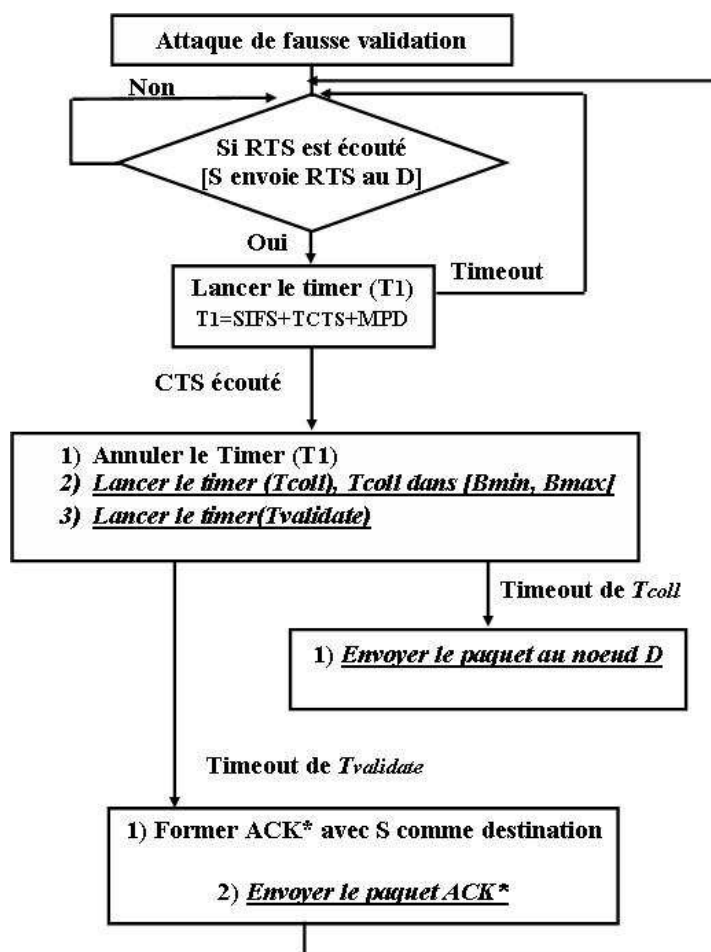 Attaque de fausse validation
Non
Si RTS est écouté
[S envoie RTS au D]
Oui
Timeout
Lancer le timer (T1)
T1=SIFS+TCTS+MPD
CTS écouté
1) Annuler le Timer (T1)
2) Lancer le timer (Tcoll), Tcoll dans [Bmin, Bmax[
3) Lancer le timer(Tvalidate)
Timeout de Tcoll
1) Envoyer le paquet au noeud D
Timeout de Tvalidate
1) Former ACK* avec S comme destination
2) Envoyer le paquet ACK*